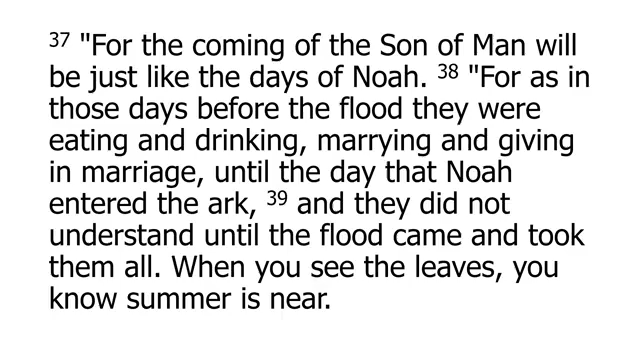 37 "For the coming of the Son of Man will
be just like the days of Noah. 38 "For as in
those days before the flood they were
eating and drinking, marrying and giving
in marriage, until the day that Noah
entered the ark, 39 and they did not
understand until the flood came and took
them all. When you see the leaves, you
know summer is near.